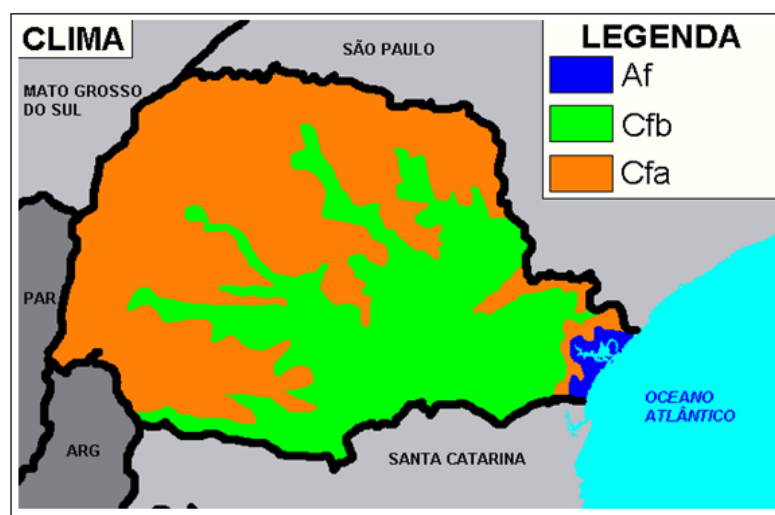 CLIMA
SÃO PAULO
MATO GROSSO
DO SUL
LEGENDA
Af
Cfb
Cfa
PAR
ARG
SANTA CATARINA
OCEANO
ATLÂNTICO